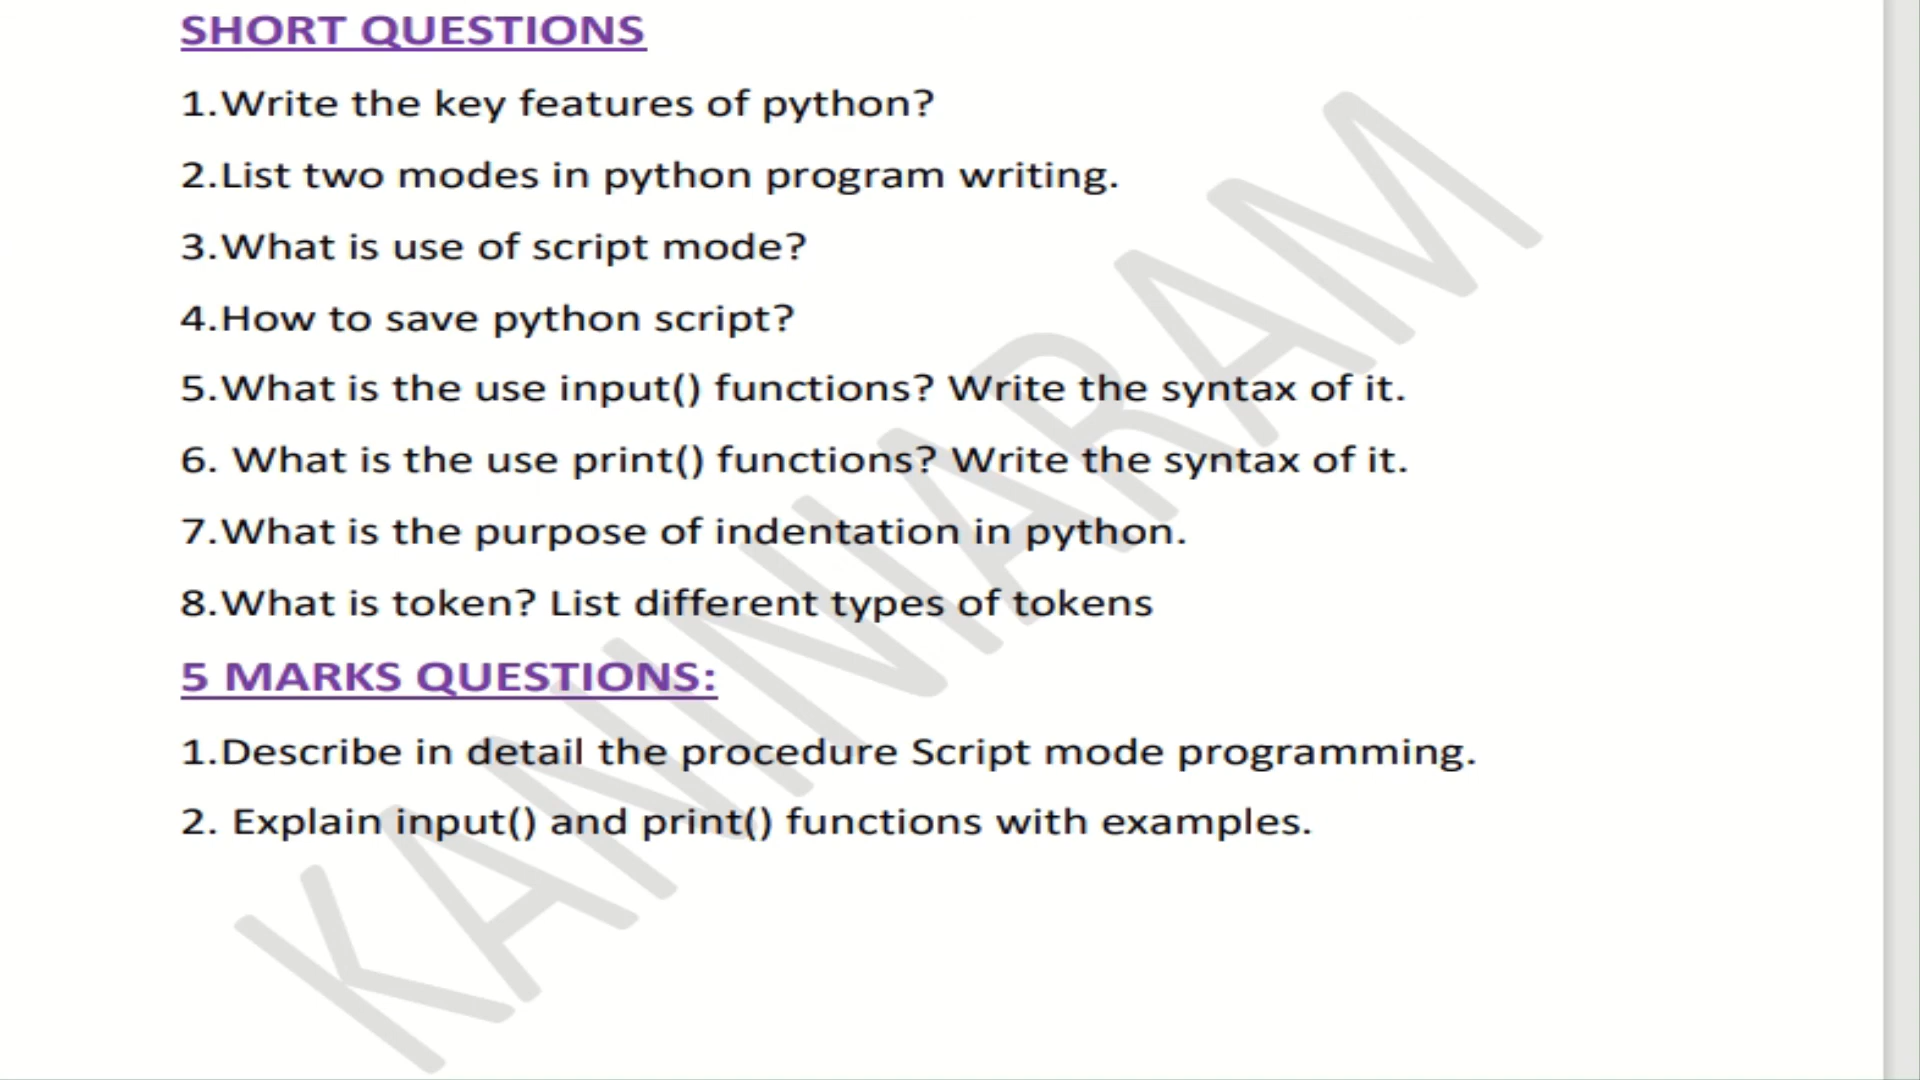 SHORT QUESTIONS
1.Write the key features of python?
2.List two modes in python program writing.
3.What is use of script mode?
4.How to save python script?
5.What is the use input() functions? Write the syntax of it.
6. What is the use print() functions? Write the syntax of it.
7.What is the purpose of indentation in python.
8.What is token? List different types of tokens
5 MARKS QUESTIONS:
1.Describe in detail the procedure Script mode programming.
2. Explain input() and print() functions with examples.
KANNIARAM